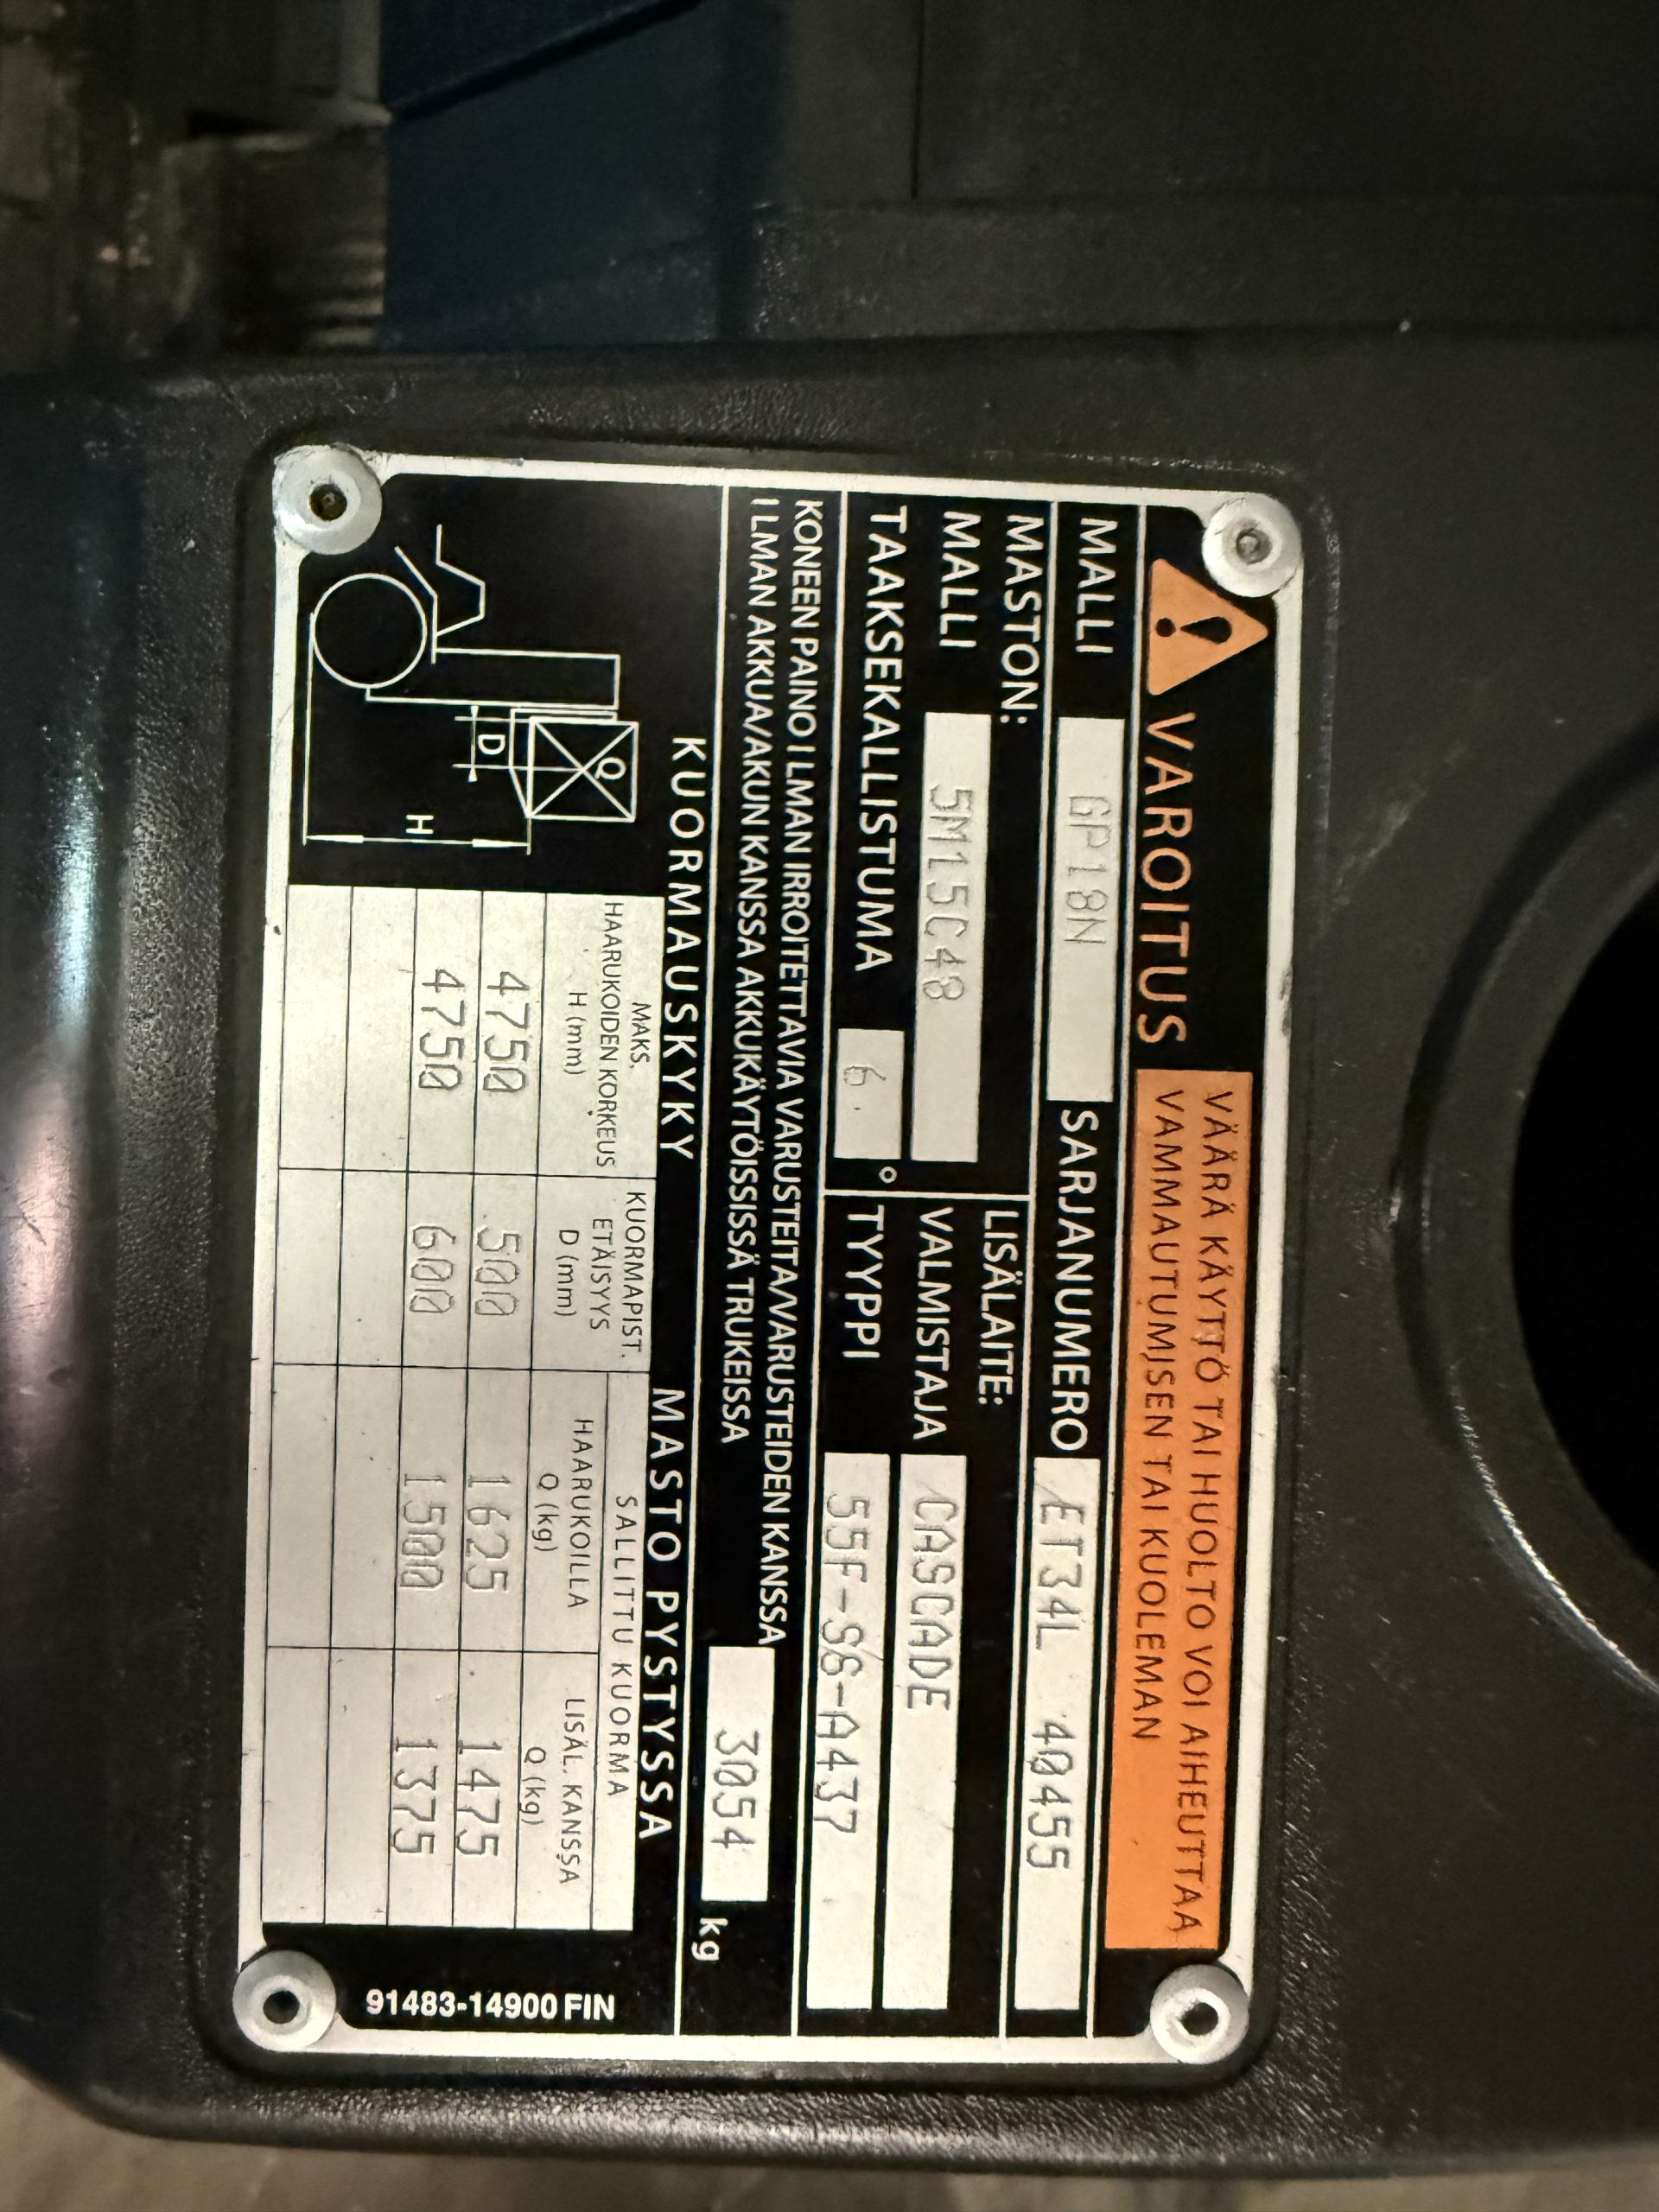 VAROITUS
VÄÄRÄ KÄYTTÖ TAI HUOLTO VOI AIHEUTTAA
VAMMAUTUMISEN TAI KUOLEMAN
MALLI GP18N SARJANUMERO ET34L 40455
MASTON: LISÄLAITE:
MALLI 5M15C48 VALMISTAJA CASCADE
TAAKSEKALLISTUMA 6 ° TYYPPI 55F-SS-A437
KONEEN PAINO ILMAN IRROITETTAVIA VARUSTEITA/VARUSTEIDEN KANSSA
ILMAN AKKUA/AKUN KANSSA AKKUKÄYTÖISSISSÄ TRUKEISSA 3054 kg
KUORMAUSKYKY MASTO PYSTYSSA
MAKS. HAARUKOIDEN KORKEUS H (mm)
KUORMAPIST. ETÄISYYS D (mm)
SALLITTU KUORMA
HAARUKOILLA Q (kg)
LISÄL. KANSSA Q (kg)
4750 500 1625 1475
4750 600 1500 1375
Q
D
H
91483-14900 FIN